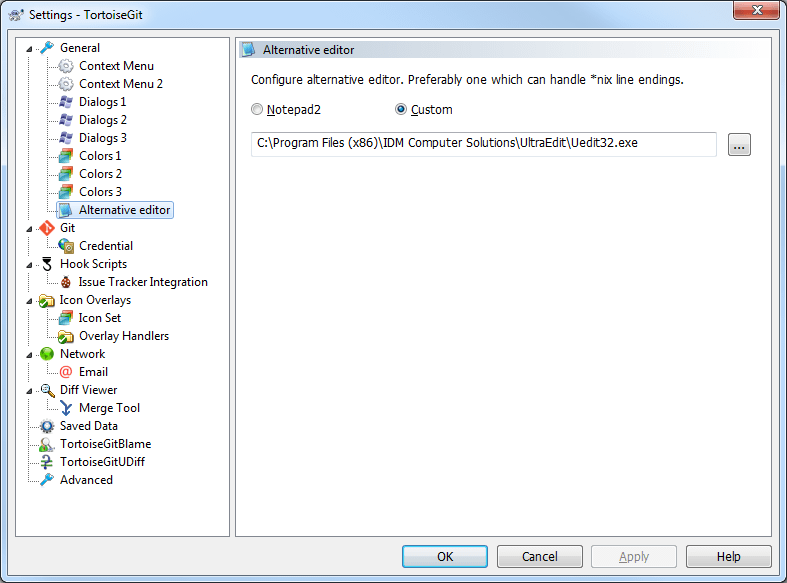 Settings - TortoiseGit
General
Context Menu
Context Menu 2
Dialogs 1
Dialogs 2
Dialogs 3
Colors 1
Colors 2
Colors 3
Alternative editor
Git
Credential
Hook Scripts
Issue Tracker Integration
Icon Overlays
Icon Set
Overlay Handlers
Network
Email
Diff Viewer
Merge Tool
Saved Data
TortoiseGitBlame
TortoiseGitUDiff
Advanced
Alternative editor
Configure alternative editor. Preferably one which can handle *nix line endings.
Notepad2 Custom
C:\Program Files (x86)\IDM Computer Solutions\UltraEdit\Uedit32.exe ...
OK Cancel Apply Help